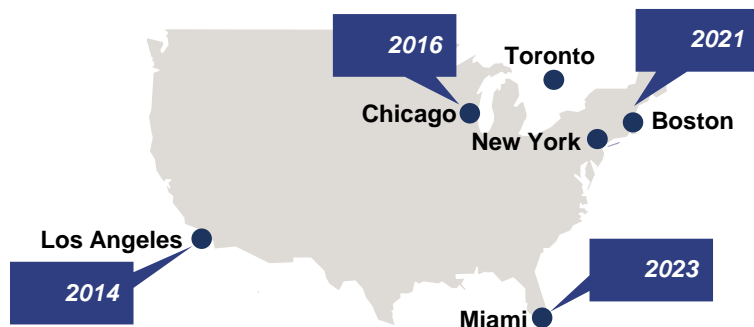 2016
2021
Toronto
Chicago
Boston
New York
Los Angeles
2014
2023
Miami